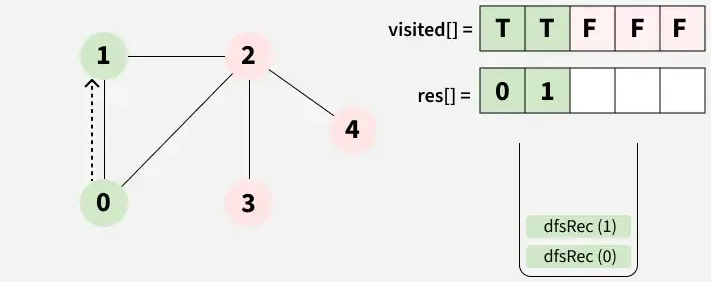 visited[] = T T F F F
res[] = 0 1
1 2
4
0 3
dfsRec (1)
dfsRec (0)